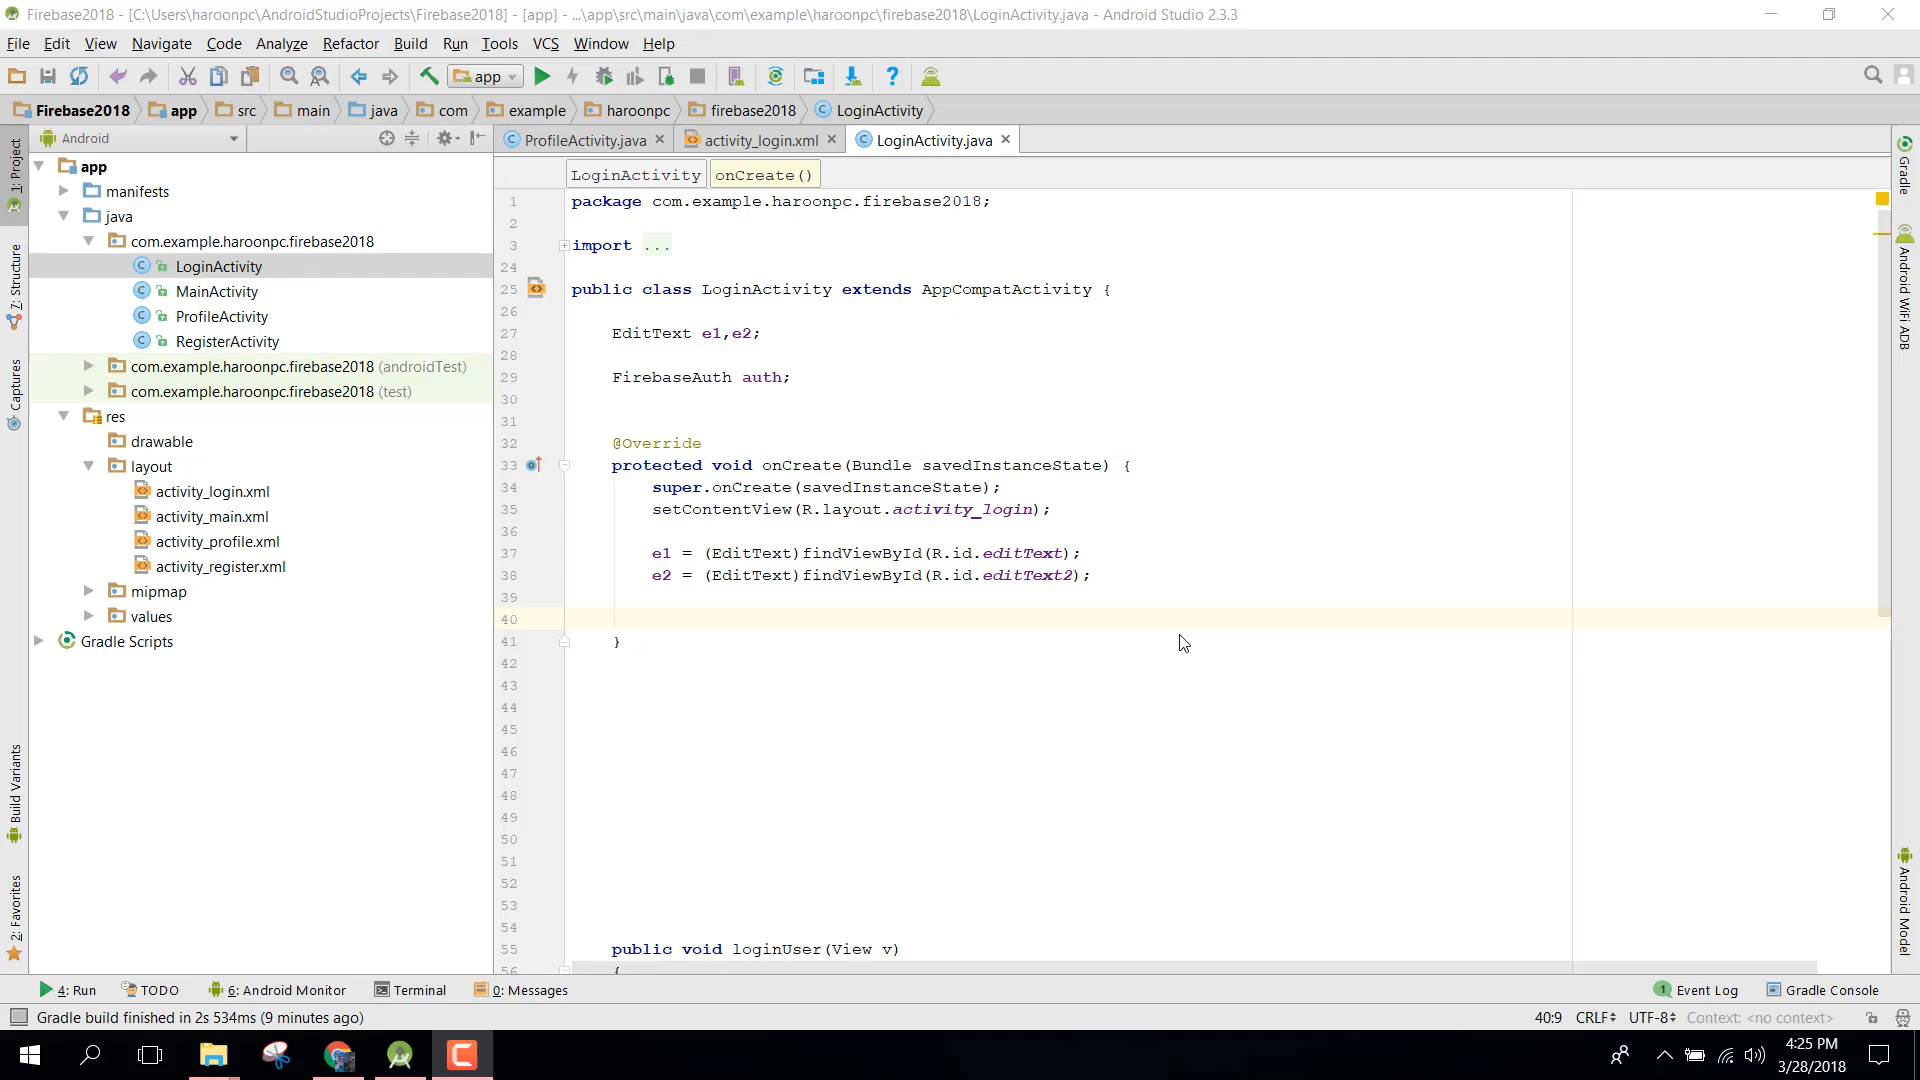 Firebase2018 - [C:\Users\haroonpc\AndroidStudioProjects\Firebase2018] - [app] - ...\app\src\main\java\com\example\haroonpc\firebase2018\LoginActivity.java - Android Studio 2.3.3
File Edit View Navigate Code Analyze Refactor Build Run Tools VCS Window Help
app
Firebase2018 app src main java com example haroonpc firebase2018 LoginActivity
Android
ProfileActivity.java activity_login.xml LoginActivity.java
LoginActivity onCreate()
app
manifests
java
com.example.haroonpc.firebase2018
LoginActivity
MainActivity
ProfileActivity
RegisterActivity
com.example.haroonpc.firebase2018 (androidTest)
com.example.haroonpc.firebase2018 (test)
res
drawable
layout
activity_login.xml
activity_main.xml
activity_profile.xml
activity_register.xml
mipmap
values
Gradle Scripts
1: Project
7: Structure
Captures
Build Variants
2: Favorites
1 package com.example.haroonpc.firebase2018;
2
3 import ...
24
25 public class LoginActivity extends AppCompatActivity {
26
27 EditText e1,e2;
28
29 FirebaseAuth auth;
30
31
32 @Override
33 protected void onCreate(Bundle savedInstanceState) {
34 super.onCreate(savedInstanceState);
35 setContentView(R.layout.activity_login);
36
37 e1 = (EditText)findViewById(R.id.editText);
38 e2 = (EditText)findViewById(R.id.editText2);
39
40
41 }
42
43
44
45
46
47
48
49
50
51
52
53
54
55 public void loginUser(View v)
56 {
Gradle
Android WiFi ADB
Android Model
4: Run TODO 6: Android Monitor Terminal 0: Messages 1 Event Log Gradle Console
Gradle build finished in 2s 534ms (9 minutes ago) 40:9 CRLF UTF-8 Context: <no context>
4:25 PM
3/28/2018